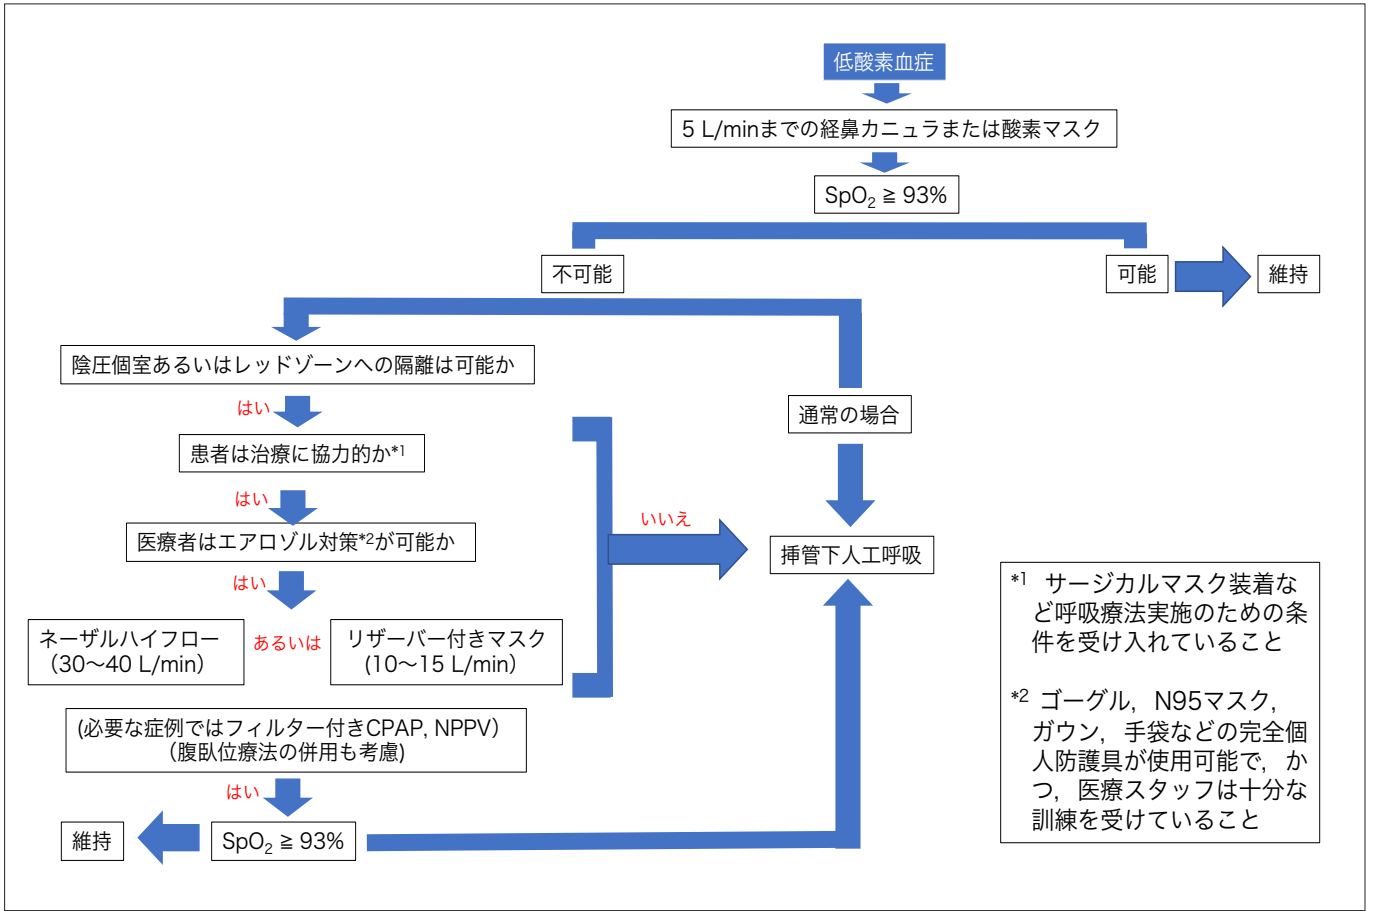 低酸素血症
5 L/minまでの経鼻カニュラまたは酸素マスク
SpO₂ ≧ 93%
不可能
可能
維持
陰圧個室あるいはレッドゾーンへの隔離は可能か
はい
通常の場合
患者は治療に協力的か*1
はい
医療者はエアロゾル対策*2が可能か
いいえ
挿管下人工呼吸
はい
ネーザルハイフロー
（30〜40 L/min）
あるいは
リザーバー付きマスク
(10〜15 L/min）
(必要な症例ではフィルター付きCPAP, NPPV）
（腹臥位療法の併用も考慮)
はい
維持
SpO₂ ≧ 93%
*1 サージカルマスク装着な
ど呼吸療法実施のための条
件を受け入れていること
*2 ゴーグル，N95マスク，
ガウン，手袋などの完全個
人防護具が使用可能で，か
つ，医療スタッフは十分な
訓練を受けていること